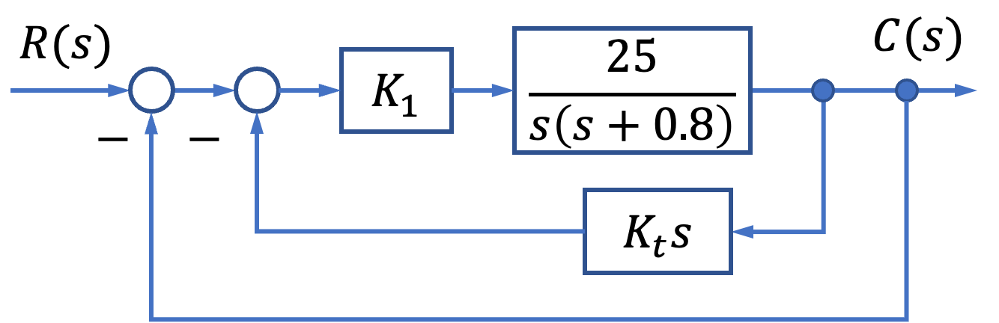 R(s)
C(s)
K₁
25
s(s + 0.8)
− −
Kₜs